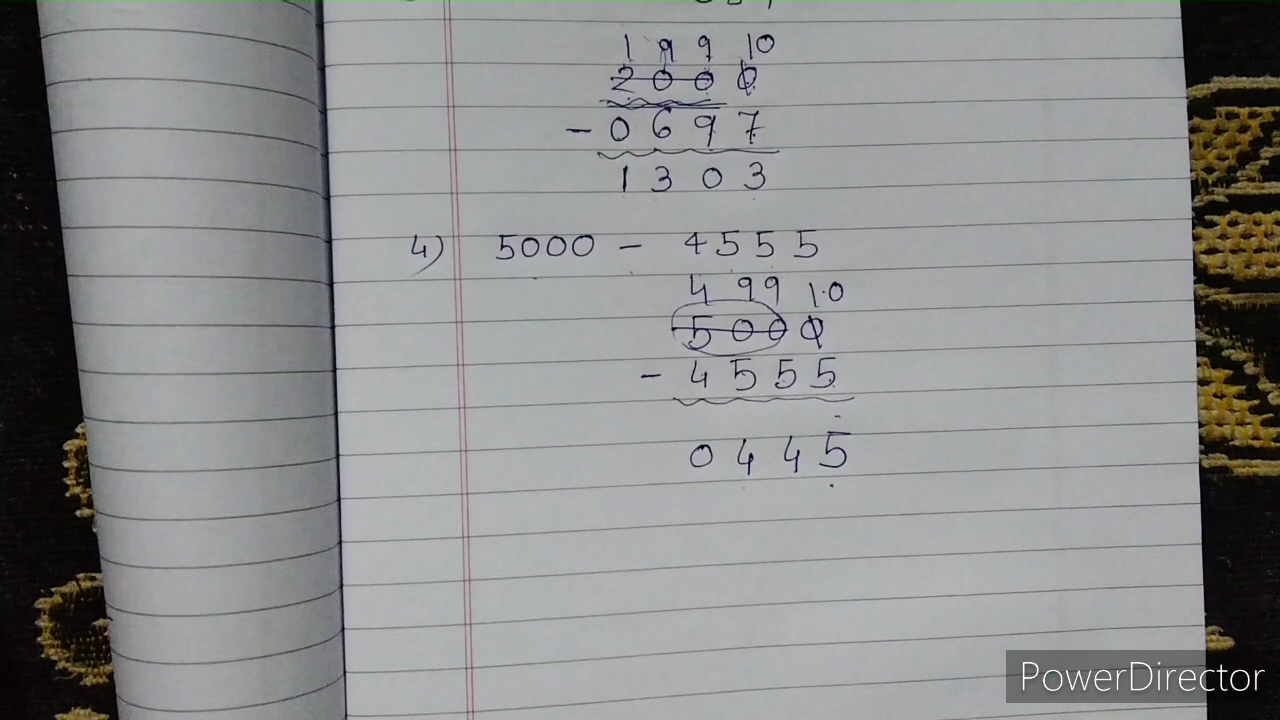 1 9 9 10
2 0 0 0
- 0 6 9 7
1 3 0 3
4) 5000 - 4555
4 9 9 10
5 0 0 0
- 4 5 5 5
0 4 4 5
PowerDirector